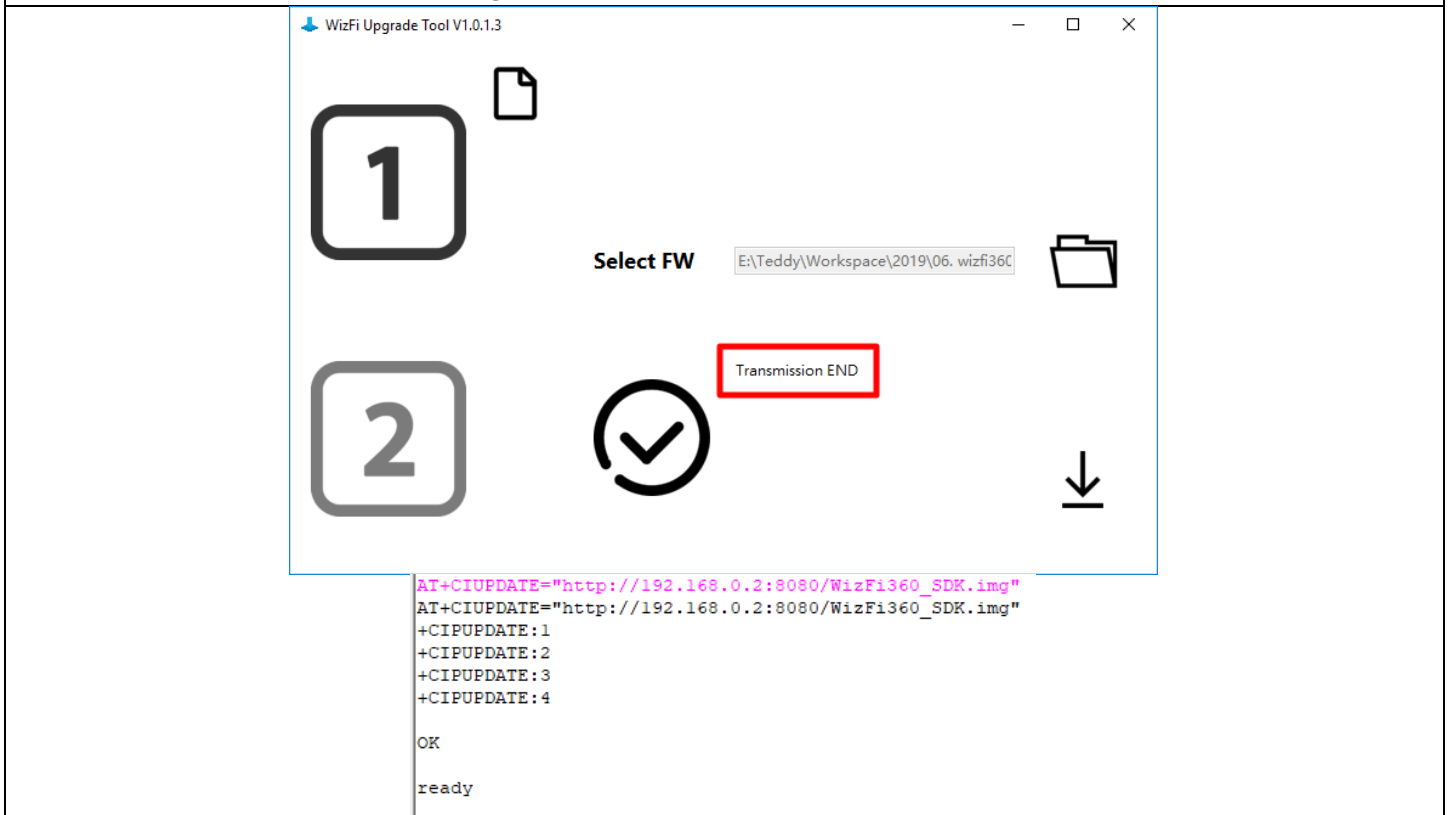 WizFi Upgrade Tool V1.0.1.3
1
Select FW
E:\Teddy\Workspace\2019\06. wizfi360
Transmission END
2
AT+CIUPDATE="http://192.168.0.2:8080/WizFi360_SDK.img"
AT+CIUPDATE="http://192.168.0.2:8080/WizFi360_SDK.img"
+CIPUPDATE:1
+CIPUPDATE:2
+CIPUPDATE:3
+CIPUPDATE:4
OK
ready